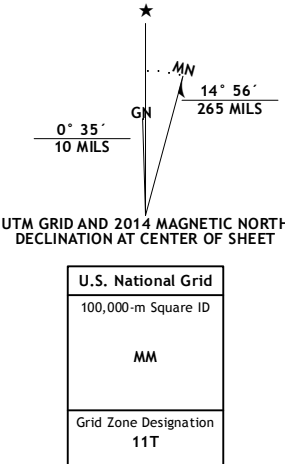 ★
MN
14° 56´
265 MILS
GN
0° 35´
10 MILS
UTM GRID AND 2014 MAGNETIC NORTH
DECLINATION AT CENTER OF SHEET
U.S. National Grid
100,000-m Square ID
MM
Grid Zone Designation
11T